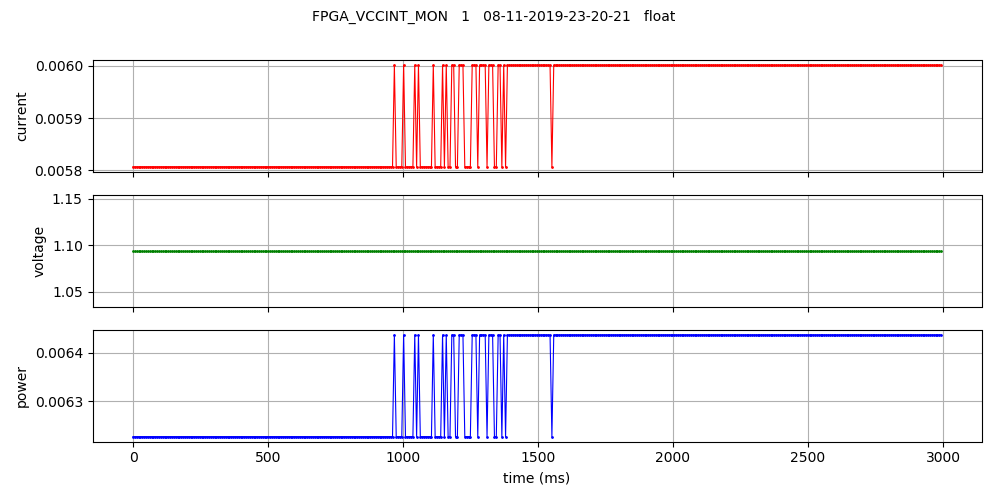 FPGA_VCCINT_MON   1   08-11-2019-23-20-21   float
0.0060
0.0059
0.0058
current
1.15
1.10
1.05
voltage
0.0064
0.0063
power
0 500 1000 1500 2000 2500 3000
time (ms)